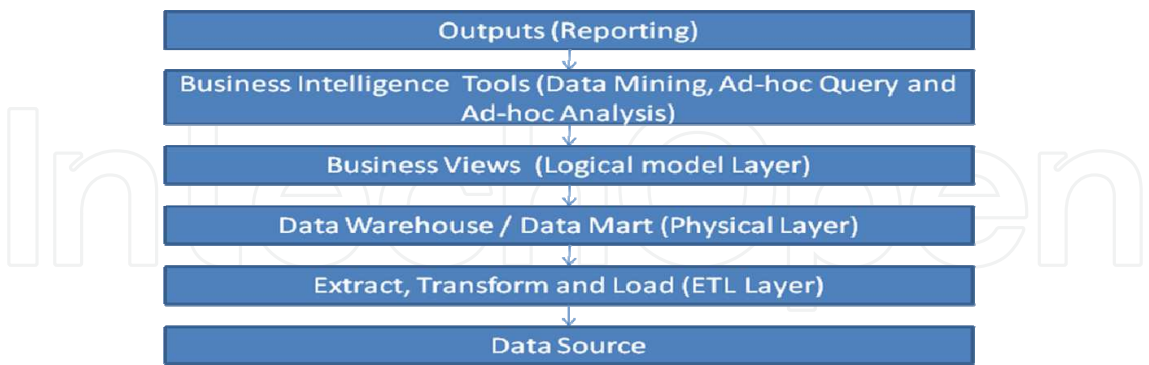 Outputs (Reporting)
Business Intelligence Tools (Data Mining, Ad-hoc Query and
Ad-hoc Analysis)
Business Views (Logical model Layer)
Data Warehouse / Data Mart (Physical Layer)
Extract, Transform and Load (ETL Layer)
Data Source
IntechOpen